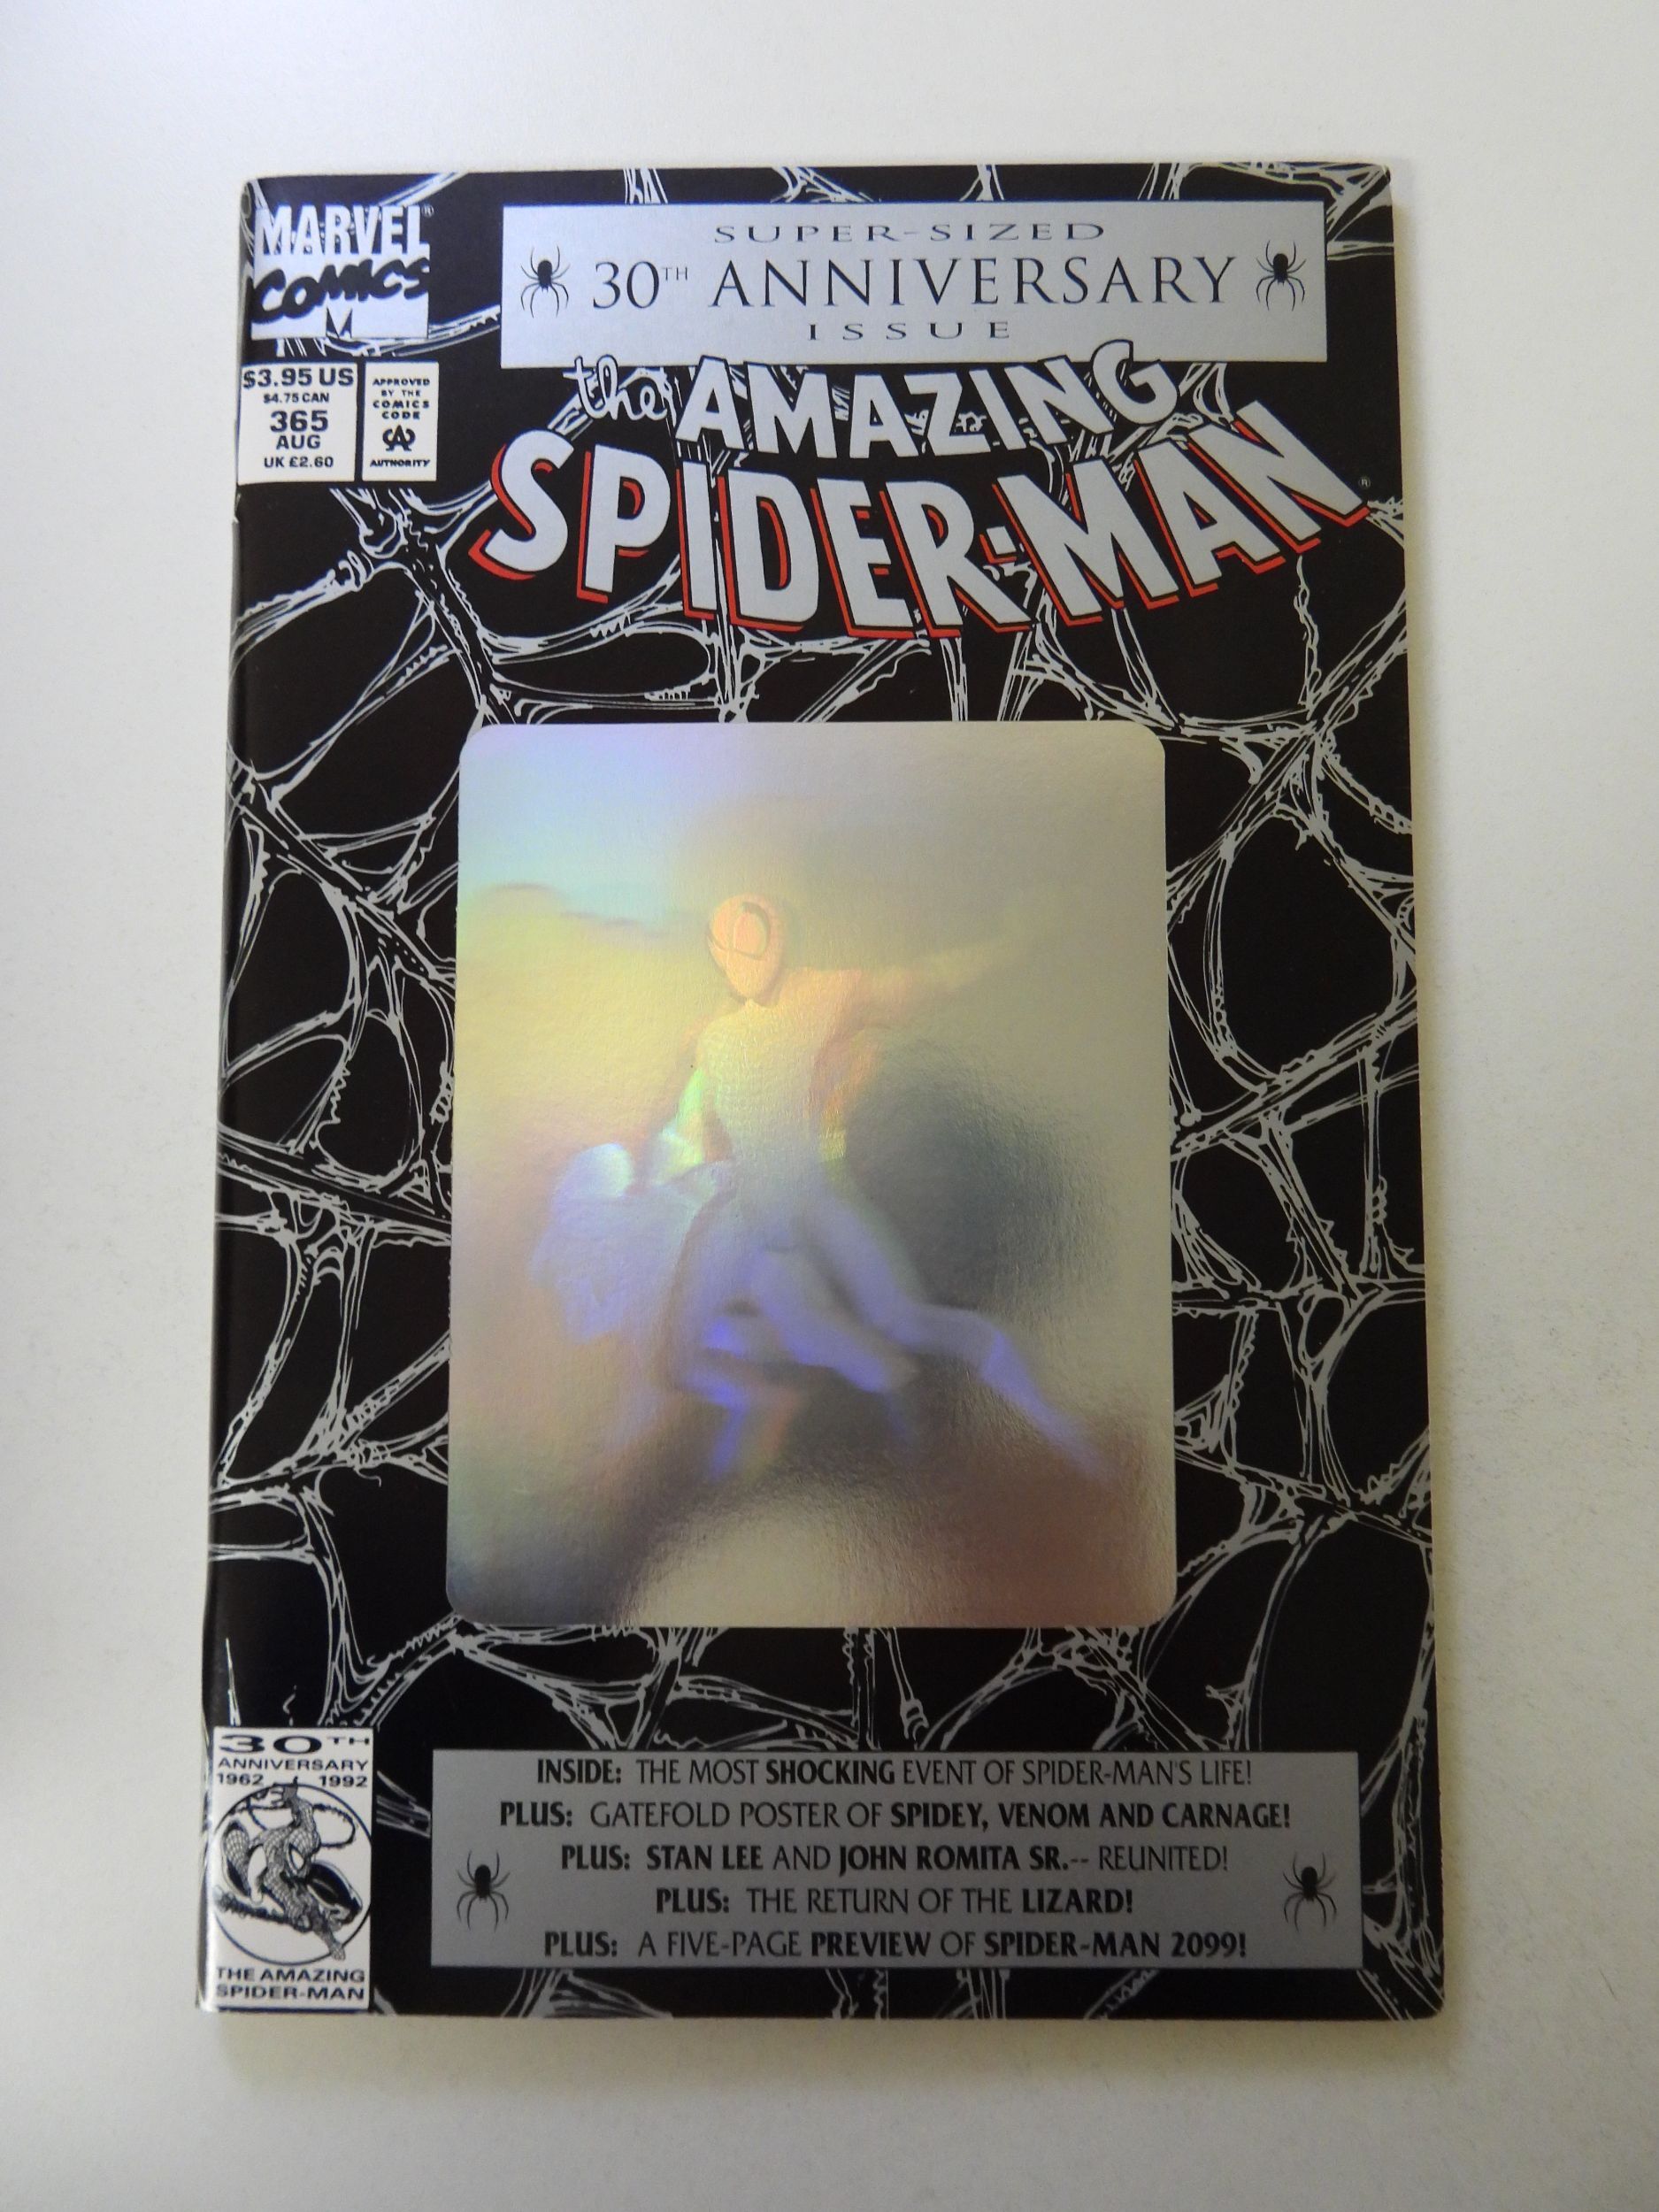 MARVEL®
COMICS
SUPER-SIZED
30TH ANNIVERSARY
ISSUE
$3.95 US
$4.75 CAN
365
AUG
UK £2.60
APPROVED
BY THE
COMICS
CODE
CA
AUTHORITY
the AMAZING
SPIDER-MAN®
30TH
ANNIVERSARY
1962 1992
THE AMAZING
SPIDER-MAN
INSIDE: THE MOST SHOCKING EVENT OF SPIDER-MAN'S LIFE!
PLUS: GATEFOLD POSTER OF SPIDEY, VENOM AND CARNAGE!
PLUS: STAN LEE AND JOHN ROMITA SR.-- REUNITED!
PLUS: THE RETURN OF THE LIZARD!
PLUS: A FIVE-PAGE PREVIEW OF SPIDER-MAN 2099!